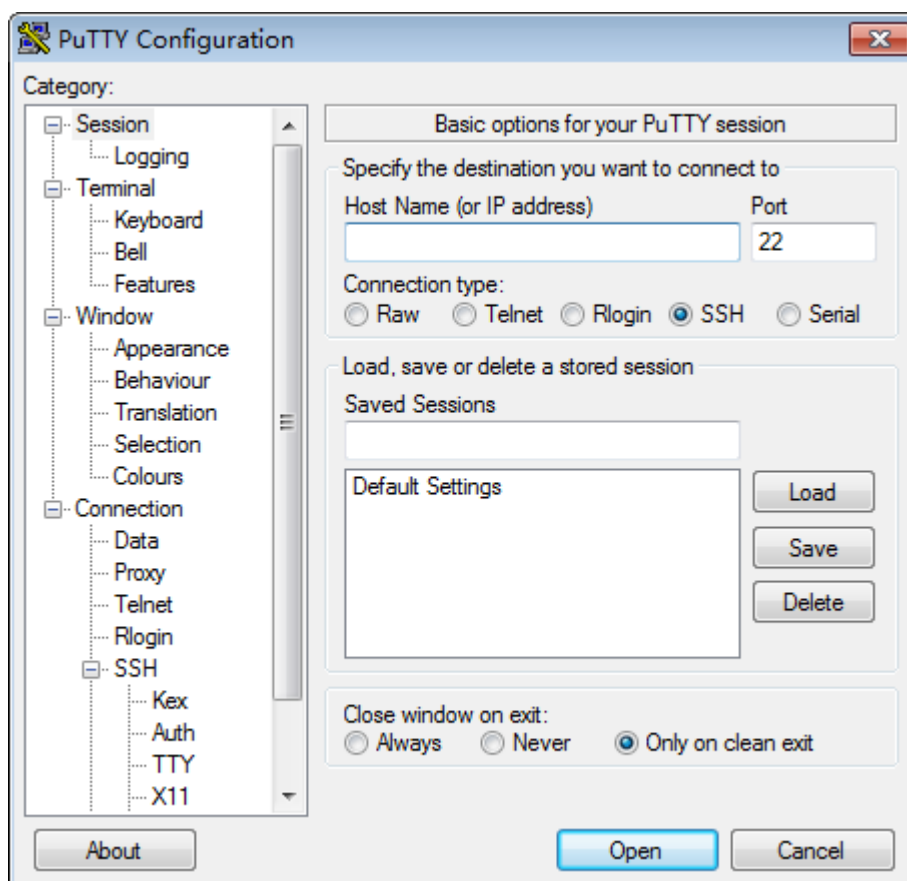 PuTTY Configuration
Category:
Session
Logging
Terminal
Keyboard
Bell
Features
Window
Appearance
Behaviour
Translation
Selection
Colours
Connection
Data
Proxy
Telnet
Rlogin
SSH
Kex
Auth
TTY
X11
Basic options for your PuTTY session
Specify the destination you want to connect to
Host Name (or IP address) Port
22
Connection type:
Raw Telnet Rlogin SSH Serial
Load, save or delete a stored session
Saved Sessions
Default Settings
Load
Save
Delete
Close window on exit:
Always Never Only on clean exit
About Open Cancel